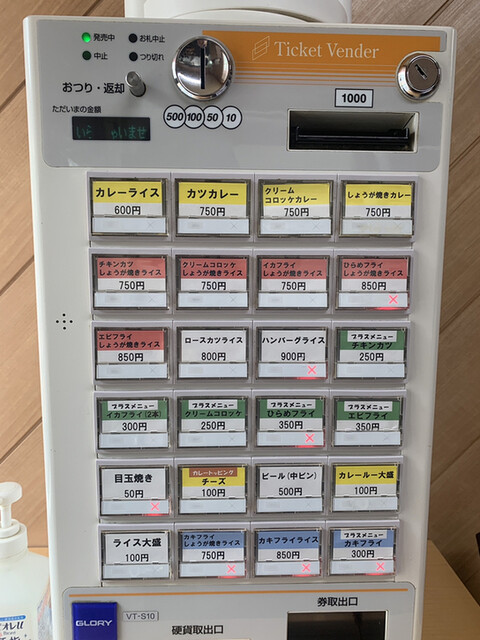 発売中
お札中止
中止
つり切れ
Ticket Vender
おつり・返却
ただいまの金額
500 100 50 10
1000
カレーライス
600円
カツカレー
750円
クリーム
コロッケカレー
750円
しょうが焼きカレー
750円
チキンカツ
しょうが焼きライス
750円
クリームコロッケ
しょうが焼きライス
750円
イカフライ
しょうが焼きライス
750円
ひらめフライ
しょうが焼きライス
850円
エビフライ
しょうが焼きライス
850円
ロースカツライス
800円
ハンバーグライス
900円
プラスメニュー
チキンカツ
250円
プラスメニュー
イカフライ(2本)
300円
プラスメニュー
クリームコロッケ
250円
プラスメニュー
ひらめフライ
350円
プラスメニュー
エビフライ
350円
目玉焼き
50円
カレートッピング
チーズ
100円
ビール(中ビン)
500円
カレールー大盛
100円
ライス大盛
100円
カキフライ
しょうが焼きライス
750円
カキフライライス
850円
プラスメニュー
カキフライ
300円
GLORY
VT-S10
硬貨取出口
券取出口